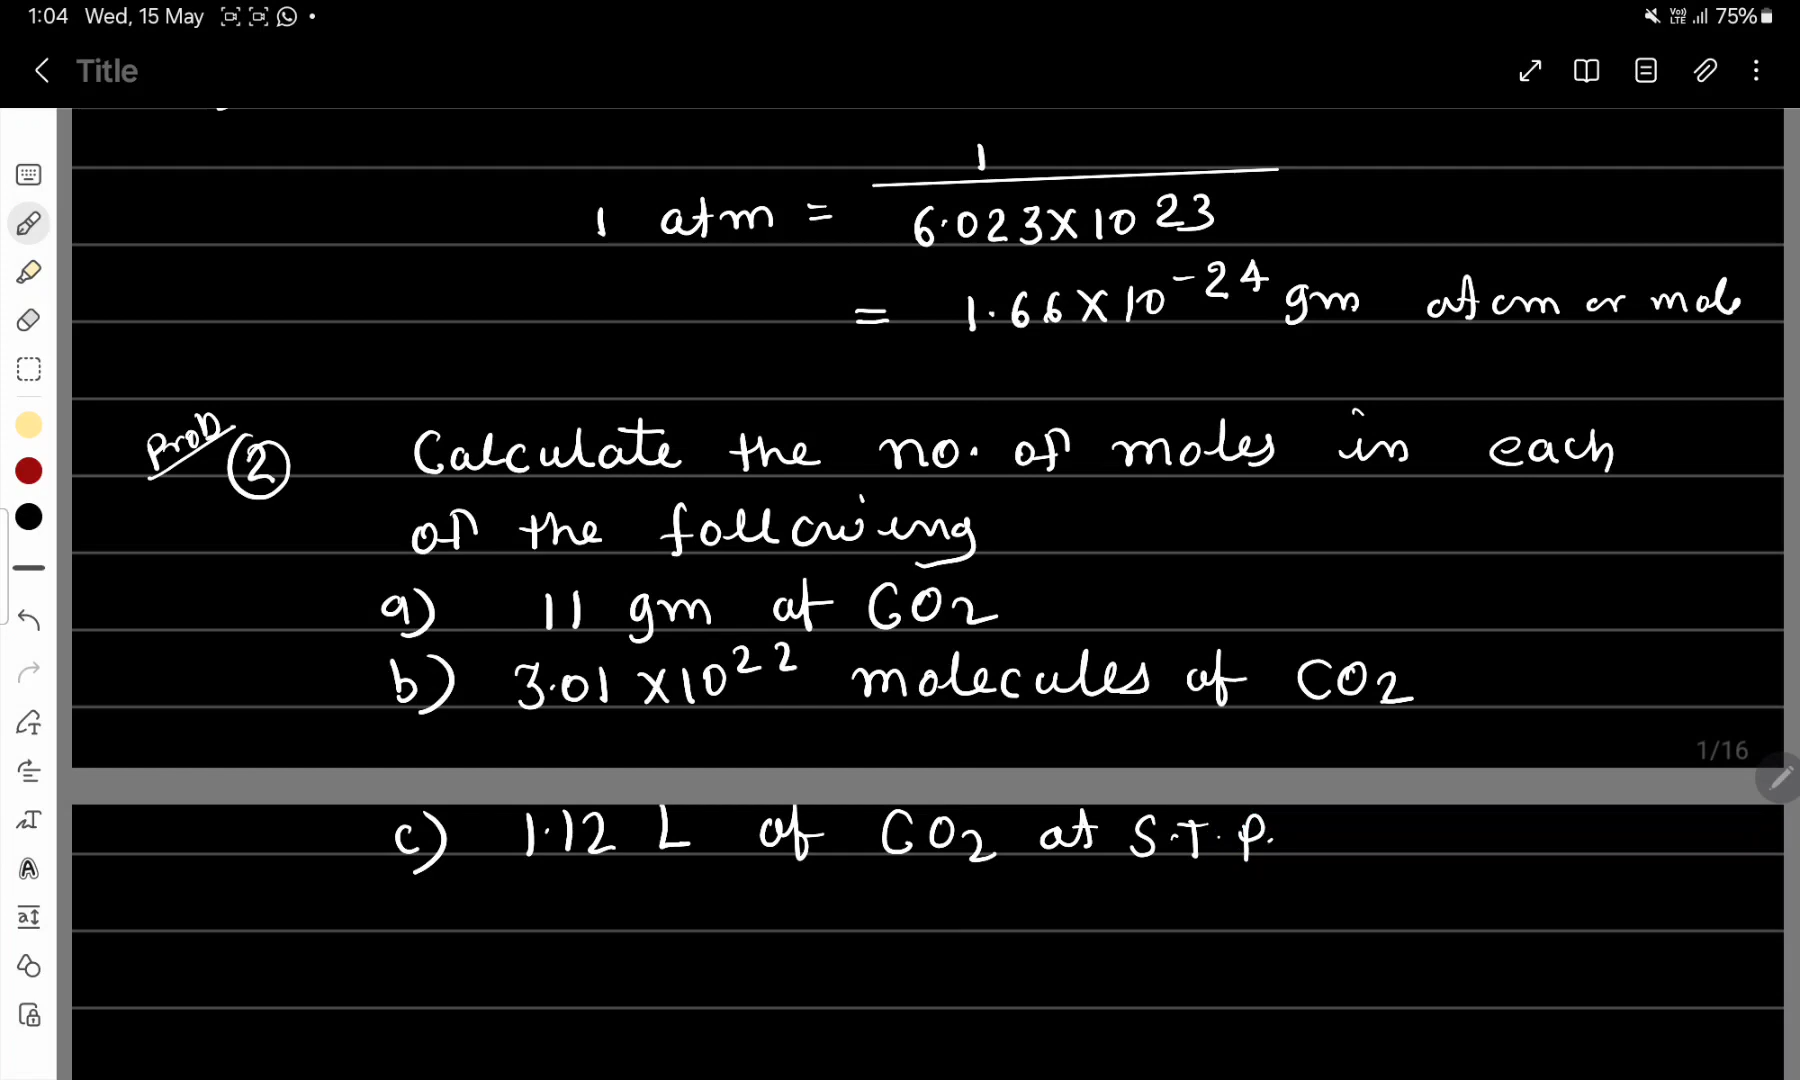 1:04 Wed, 15 May
75%
Title
1
1 atm = 6.023x10 23
= 1.66x10-24 gm atom or mole
Prob 2 Calculate the no. of moles in each
of the following
a) 11 gm of CO2
b) 3.01 x10 22 molecules of CO2
1/16
c) 1.12 L of CO2 at S.T.P.